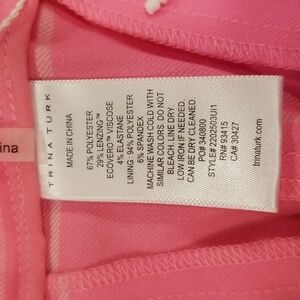 TRINA TURK
MADE IN CHINA
67% POLYESTER
29% LENZING™
ECOVERO™ VISCOSE
4% ELASTANE
LINING : 94% POLYESTER
6% SPANDEX
MACHINE WASH COLD WITH
SIMILAR COLORS. DO NOT
BLEACH. LINE DRY.
LOW IRON IF NEEDED.
CAN BE DRY CLEANED
PO# 340800
STYLE# 2202503UI1
RN# 93415
CA# 30427
trinaturk.com
ina